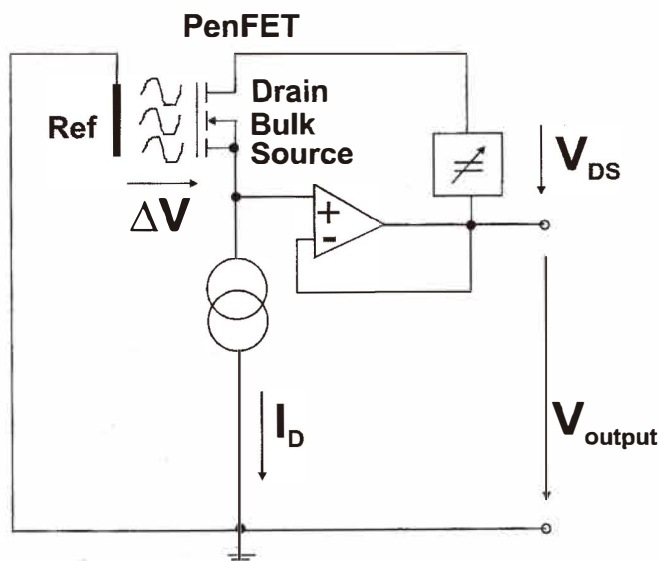 PenFET
Drain
Ref
Bulk
Source
V_DS
ΔV
+
-
I_D
V_output